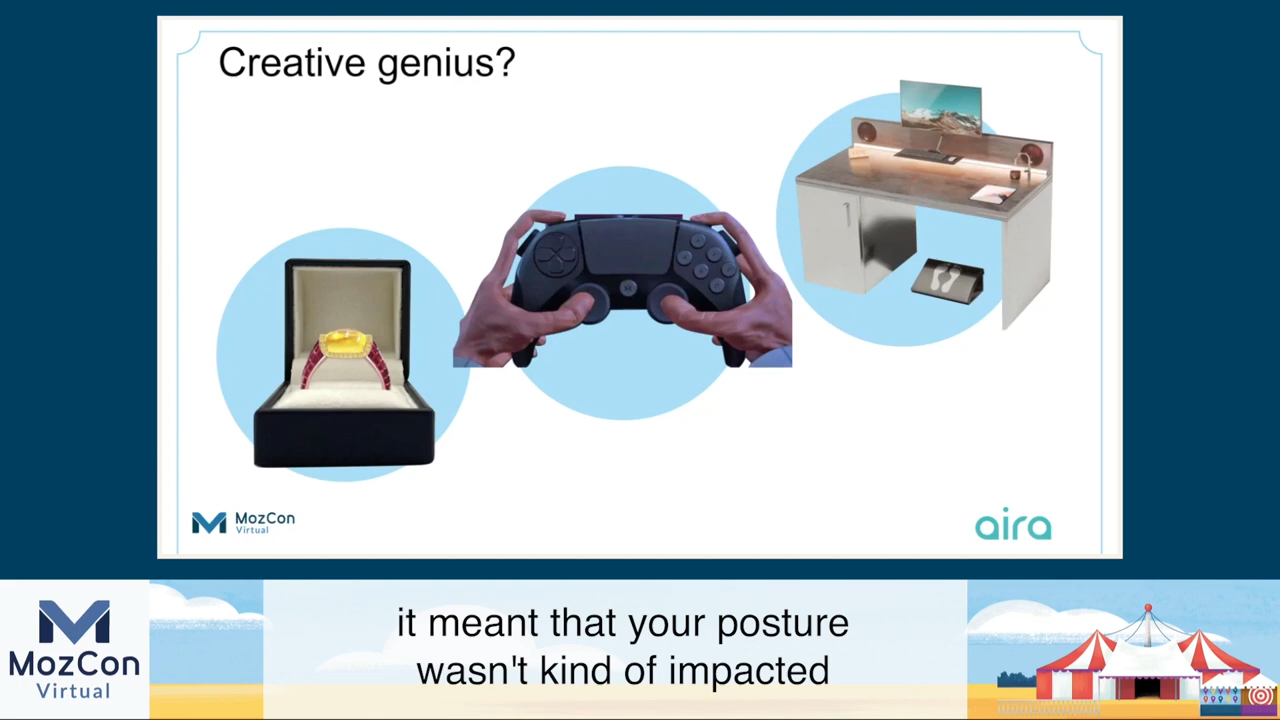 Creative genius?
MozCon
Virtual
aira
MozCon
Virtual
it meant that your posture
wasn't kind of impacted